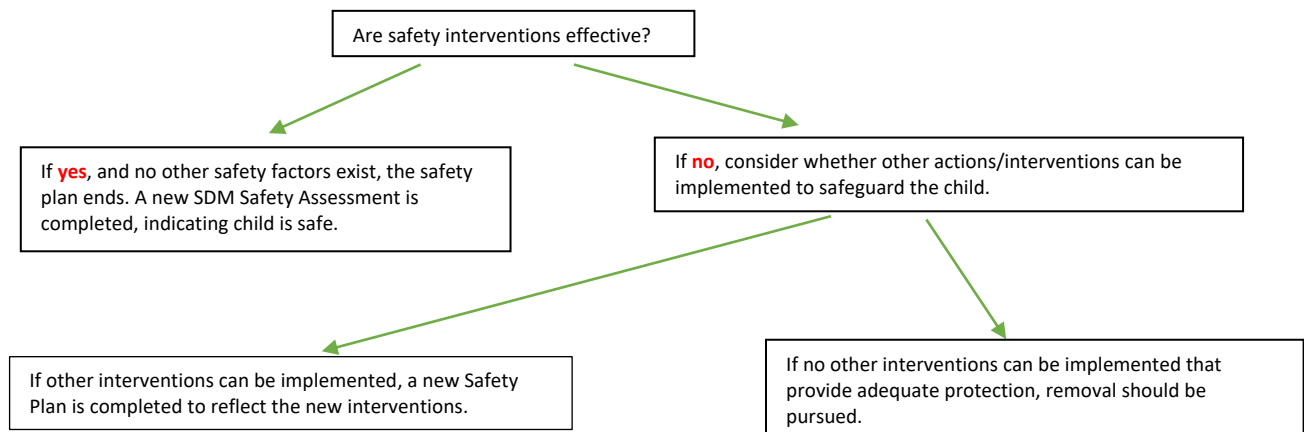 Are safety interventions effective?
If yes, and no other safety factors exist, the safety
plan ends. A new SDM Safety Assessment is
completed, indicating child is safe.
If no, consider whether other actions/interventions can be
implemented to safeguard the child.
If other interventions can be implemented, a new Safety
Plan is completed to reflect the new interventions.
If no other interventions can be implemented that
provide adequate protection, removal should be
pursued.